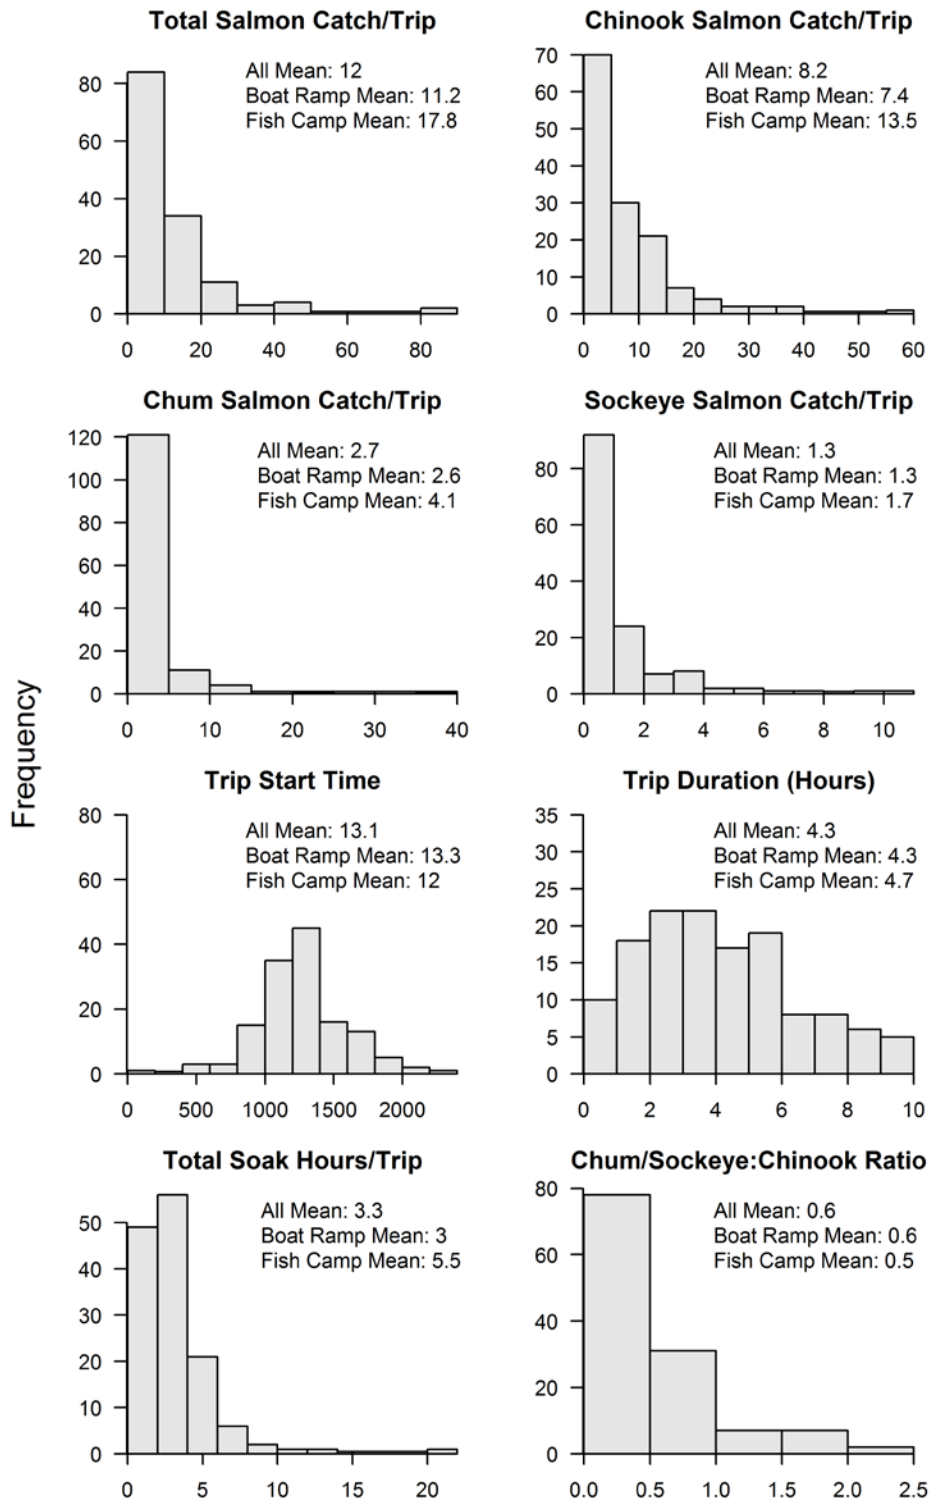 Total Salmon Catch/Trip
All Mean: 12
Boat Ramp Mean: 11.2
Fish Camp Mean: 17.8
80
60
40
20
0
0 20 40 60 80
Chinook Salmon Catch/Trip
All Mean: 8.2
Boat Ramp Mean: 7.4
Fish Camp Mean: 13.5
70
60
50
40
30
20
10
0
0 10 20 30 40 50 60
Chum Salmon Catch/Trip
All Mean: 2.7
Boat Ramp Mean: 2.6
Fish Camp Mean: 4.1
120
100
80
60
40
20
0
0 10 20 30 40
Sockeye Salmon Catch/Trip
All Mean: 1.3
Boat Ramp Mean: 1.3
Fish Camp Mean: 1.7
80
60
40
20
0
0 2 4 6 8 10
Frequency
Trip Start Time
All Mean: 13.1
Boat Ramp Mean: 13.3
Fish Camp Mean: 12
80
60
40
20
0
0 500 1000 1500 2000
Trip Duration (Hours)
All Mean: 4.3
Boat Ramp Mean: 4.3
Fish Camp Mean: 4.7
35
30
25
20
15
10
5
0
0 2 4 6 8 10
Total Soak Hours/Trip
All Mean: 3.3
Boat Ramp Mean: 3
Fish Camp Mean: 5.5
50
40
30
20
10
0
0 5 10 15 20
Chum/Sockeye:Chinook Ratio
All Mean: 0.6
Boat Ramp Mean: 0.6
Fish Camp Mean: 0.5
80
60
40
20
0
0.0 0.5 1.0 1.5 2.0 2.5